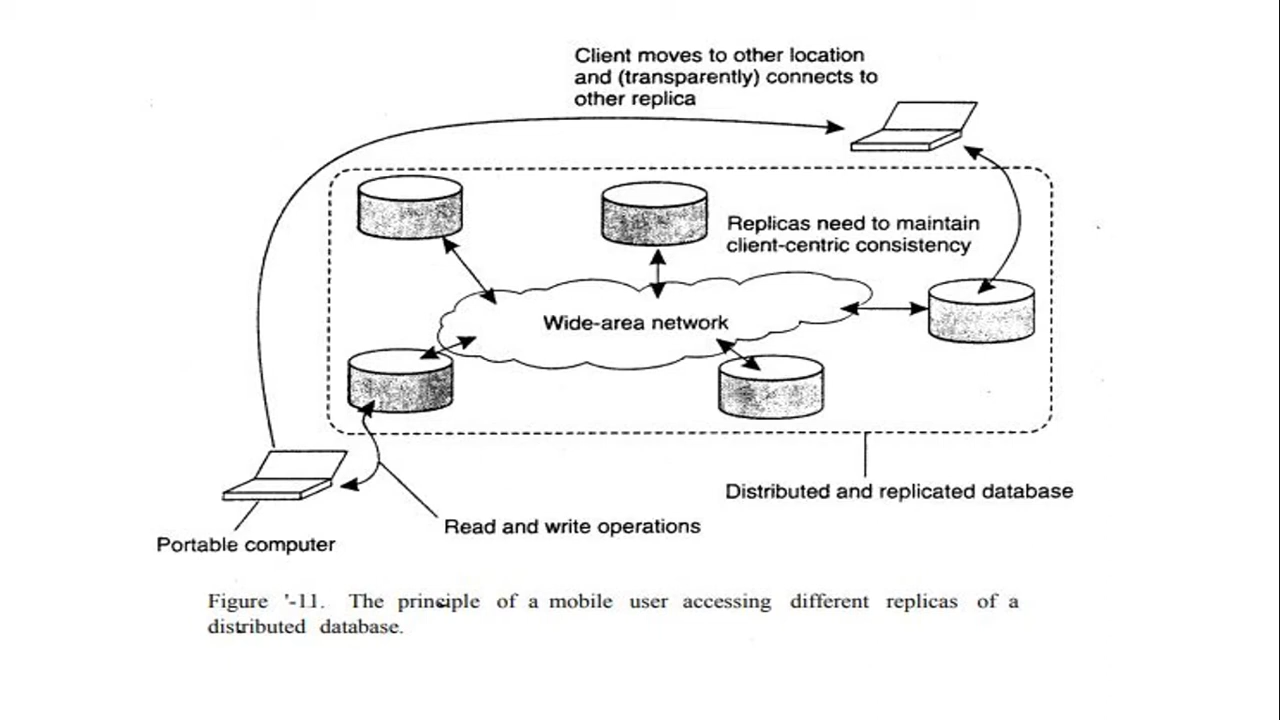 Client moves to other location
and (transparently) connects to
other replica
Replicas need to maintain
client-centric consistency
Wide-area network
Distributed and replicated database
Read and write operations
Portable computer
Figure '-11. The principle of a mobile user accessing different replicas of a
distributed database.